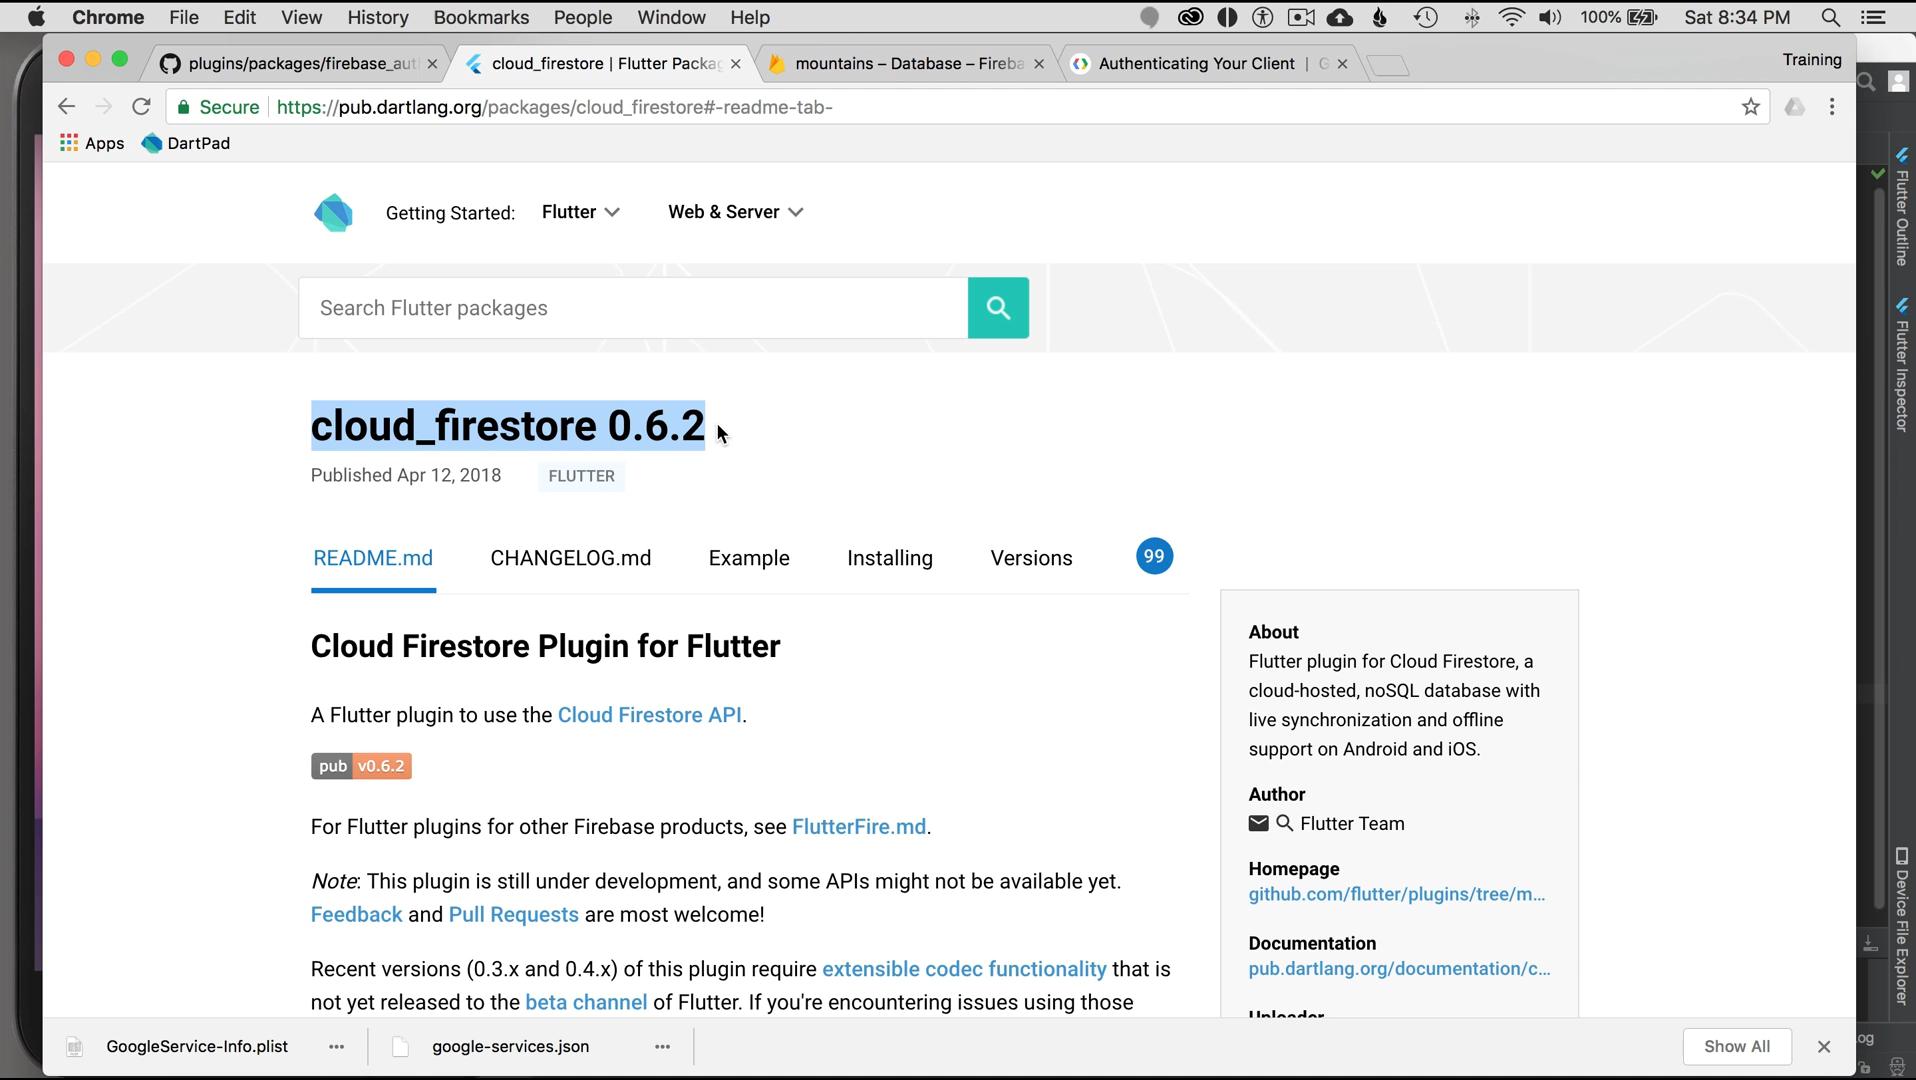 Chrome File Edit View History Bookmarks People Window Help 100% Sat 8:34 PM
plugins/packages/firebase_aut
cloud_firestore | Flutter Packag
mountains – Database – Fireba
Authenticating Your Client | G
Training
Secure https://pub.dartlang.org/packages/cloud_firestore#-readme-tab-
Apps DartPad
Getting Started: Flutter Web & Server
Search Flutter packages
cloud_firestore 0.6.2
Published Apr 12, 2018 FLUTTER
README.md CHANGELOG.md Example Installing Versions 99
Cloud Firestore Plugin for Flutter
A Flutter plugin to use the Cloud Firestore API.
pub v0.6.2
For Flutter plugins for other Firebase products, see FlutterFire.md.
Note: This plugin is still under development, and some APIs might not be available yet.
Feedback and Pull Requests are most welcome!
Recent versions (0.3.x and 0.4.x) of this plugin require extensible codec functionality that is
not yet released to the beta channel of Flutter. If you're encountering issues using those
About
Flutter plugin for Cloud Firestore, a
cloud-hosted, noSQL database with
live synchronization and offline
support on Android and iOS.
Author
Flutter Team
Homepage
github.com/flutter/plugins/tree/m...
Documentation
pub.dartlang.org/documentation/c...
Uploader
GoogleService-Info.plist
google-services.json
Show All
Flutter Outline
Flutter Inspector
Device File Explorer
og